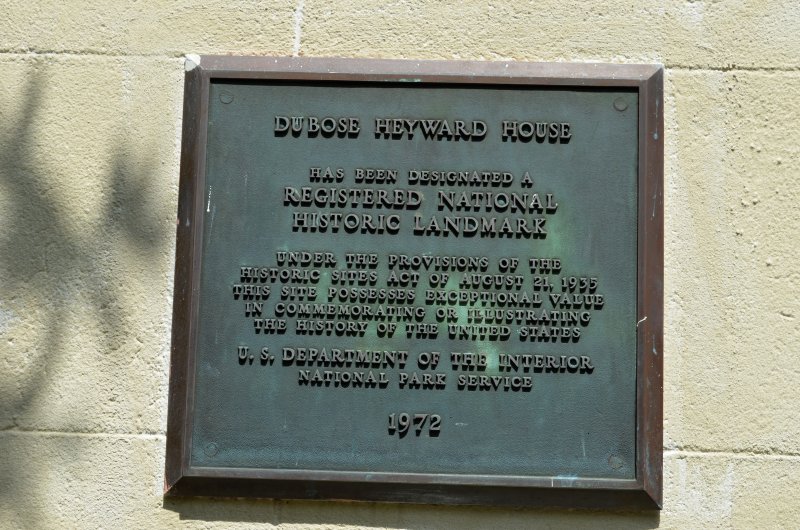 DUBOSE HEYWARD HOUSE
HAS BEEN DESIGNATED A
REGISTERED NATIONAL
HISTORIC LANDMARK
UNDER THE PROVISIONS OF THE
HISTORIC SITES ACT OF AUGUST 21, 1935
THIS SITE POSSESSES EXCEPTIONAL VALUE
IN COMMEMORATING OR ILLUSTRATING
THE HISTORY OF THE UNITED STATES
U. S. DEPARTMENT OF THE INTERIOR
NATIONAL PARK SERVICE
1972